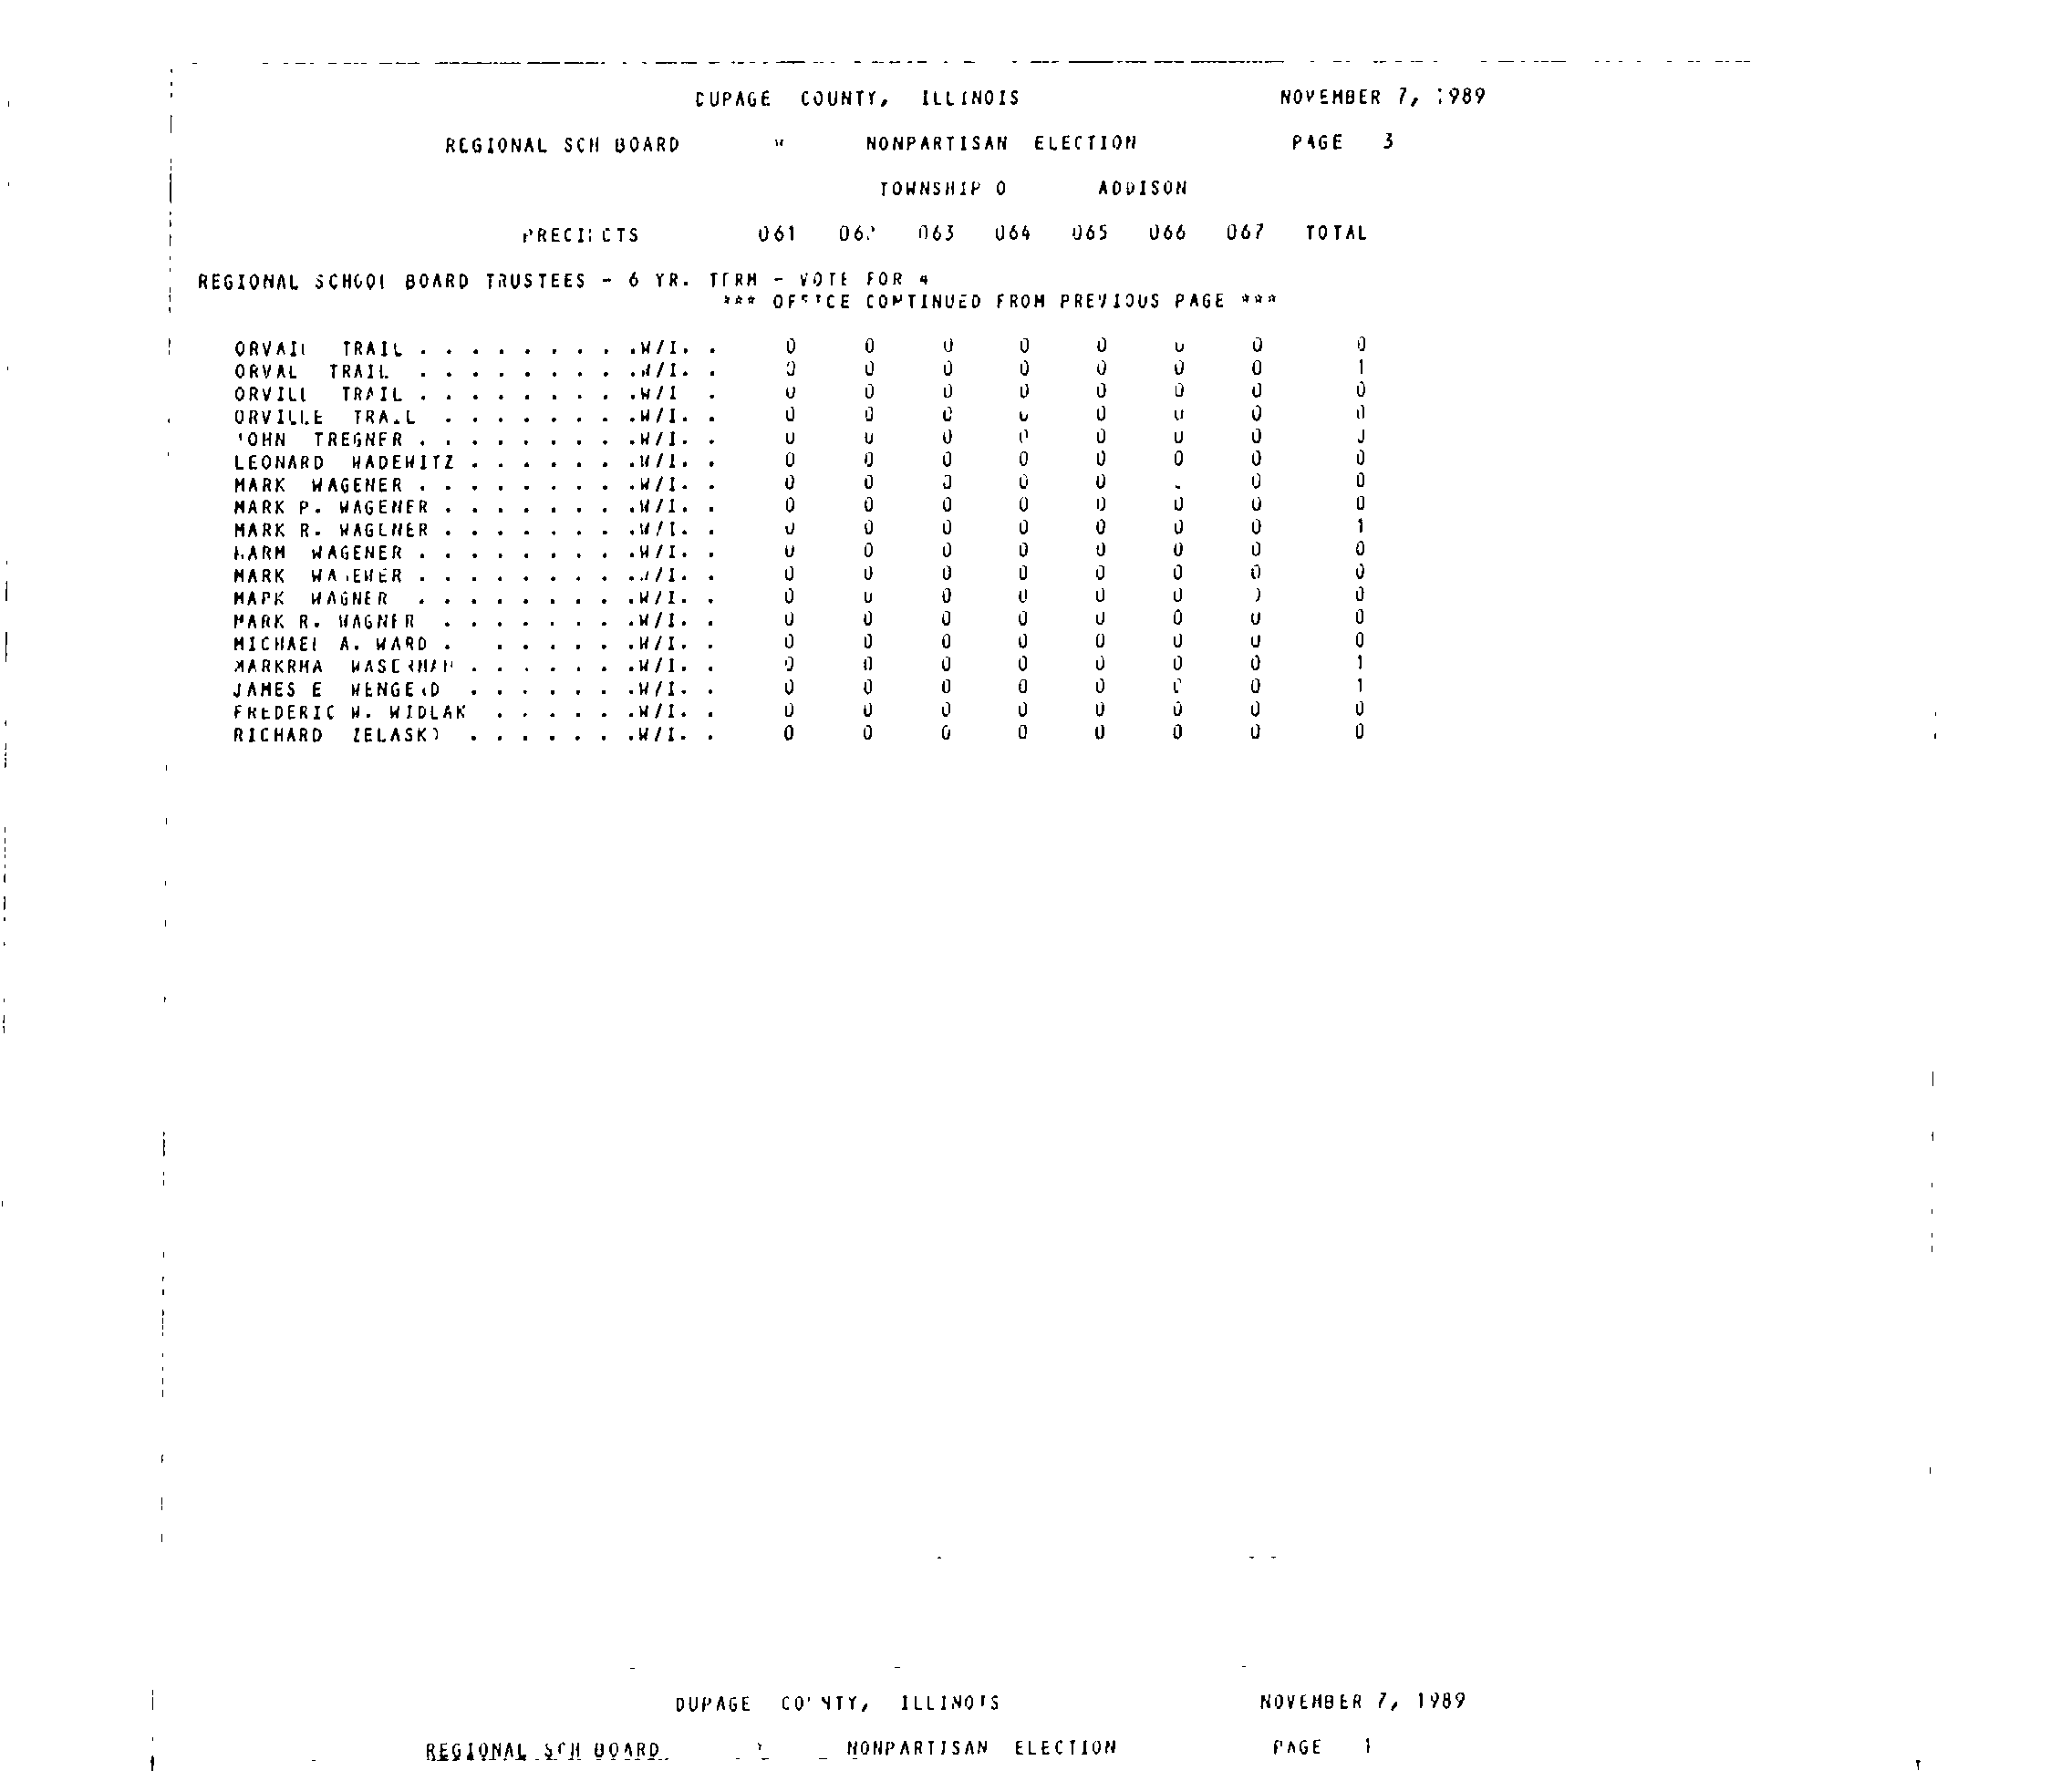 DUPAGE COUNTY, ILLINOIS NOVEMBER 7, 1989
REGIONAL SCH BOARD NONPARTISAN ELECTION PAGE 3
TOWNSHIP 0 ADDISON
PRECINCTS 061 062 063 064 065 066 067 TOTAL
REGIONAL SCHOOL BOARD TRUSTEES - 6 YR. TERM - VOTE FOR 4
*** OFFICE CONTINUED FROM PREVIOUS PAGE ***
ORVAIL TRAIL . . . . . . . . .W/I. . 0 0 0 0 0 0 0 0
ORVAL TRAIL . . . . . . . . .W/I. . 0 0 0 0 0 0 0 1
ORVILL TRAIL . . . . . . . . .W/I . 0 0 0 0 0 0 0 0
ORVILLE TRAIL . . . . . . . .W/I. . 0 0 0 0 0 0 0 0
JOHN TREGNER . . . . . . . . .W/I. . 0 0 0 0 0 0 0 0
LEONARD WADEWITZ . . . . . . .W/I. . 0 0 0 0 0 0 0 0
MARK WAGENER . . . . . . . . .W/I. . 0 0 0 0 0 0 0
MARK P. WAGENER . . . . . . . .W/I. . 0 0 0 0 0 0 0 0
MARK R. WAGENER . . . . . . . .W/I. . 0 0 0 0 0 0 0 1
WAGENER . . . . . . . . .W/I. . 0 0 0 0 0 0 0 0
MARK . . . . . . . . .W/I. . 0 0 0 0 0 0 0 0
MARK WAGNER . . . . . . . . .W/I. . 0 0 0 0 0 0 0 0
MARK R. WAGNER . . . . . . . .W/I. . 0 0 0 0 0 0 0 0
MICHAEL A. WARD . . . . . . .W/I. . 0 0 0 0 0 0 0 0
MARKRMA WASERMAN . . . . . . .W/I. . 0 0 0 0 0 0 0 1
JAMES E . . . . . . .W/I. . 0 0 0 0 0 0 0 1
FREDERIC W. WIDLAK . . . . . .W/I. . 0 0 0 0 0 0 0 0
RICHARD ZELASKO . . . . . . .W/I. . 0 0 0 0 0 0 0 0
DUPAGE COUNTY, ILLINOIS NOVEMBER 7, 1989
REGIONAL SCH BOARD NONPARTISAN ELECTION PAGE 1